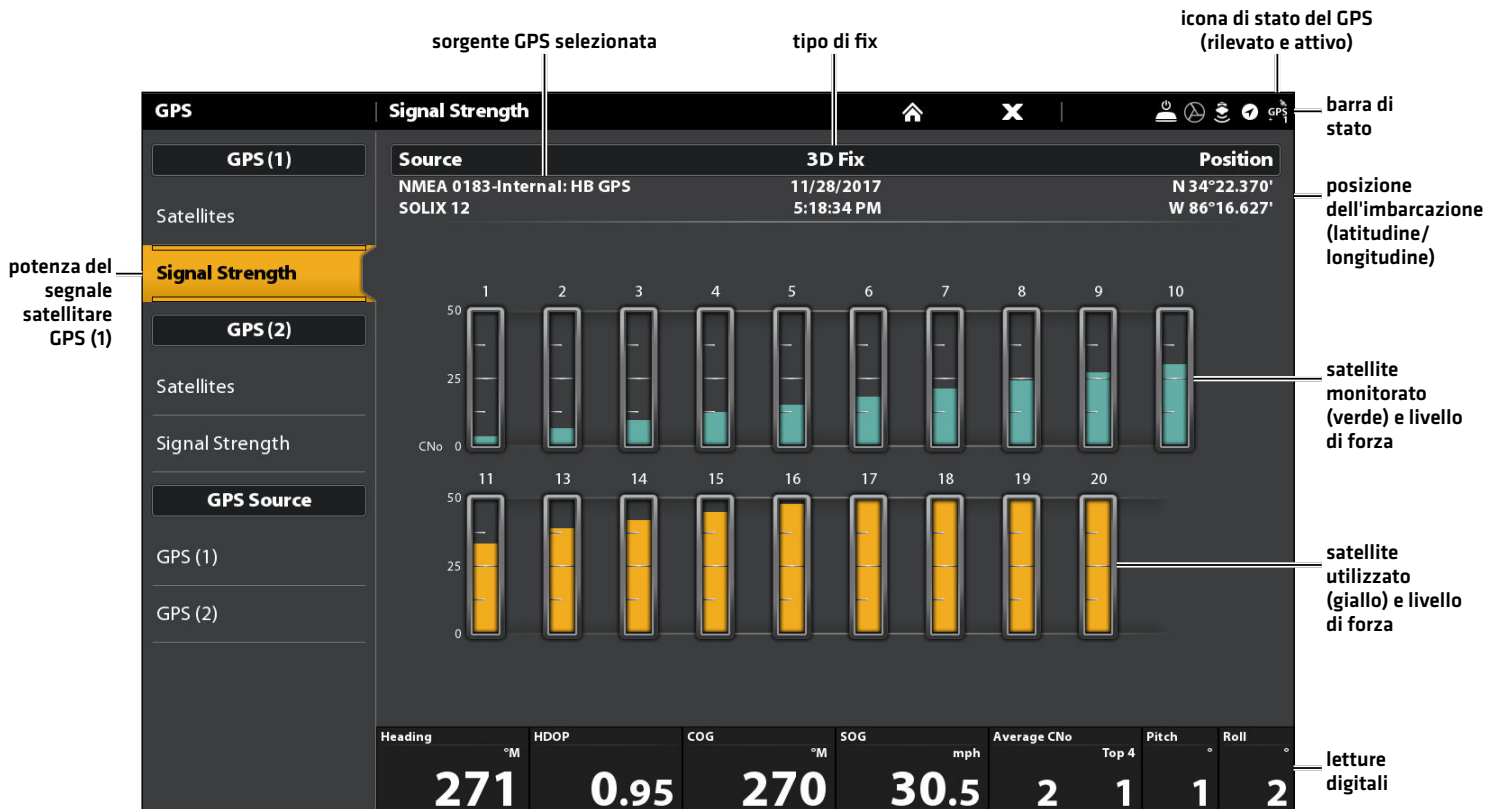 icona di stato del GPS
(rilevato e attivo)
sorgente GPS selezionata
tipo di fix
GPS
Signal Strength
GPS
1
barra di
stato
GPS (1)
Satellites
Signal Strength
GPS (2)
Satellites
Signal Strength
GPS Source
GPS (1)
GPS (2)
potenza del
segnale
satellitare
GPS (1)
Source
3D Fix
Position
NMEA 0183-Internal: HB GPS
11/28/2017
N 34°22.370'
SOLIX 12
5:18:34 PM
W 86°16.627'
posizione
dell'imbarcazione
(latitudine/
longitudine)
1 2 3 4 5 6 7 8 9 10
50
25
CNo 0
satellite
monitorato
(verde) e livello
di forza
11 13 14 15 16 17 18 19 20
50
25
0
satellite
utilizzato
(giallo) e livello
di forza
Heading
°M
271
HDOP
0.95
COG
°M
270
SOG
mph
30.5
Average CNo
Top 4
2 1
Pitch
°
1
Roll
°
2
letture
digitali